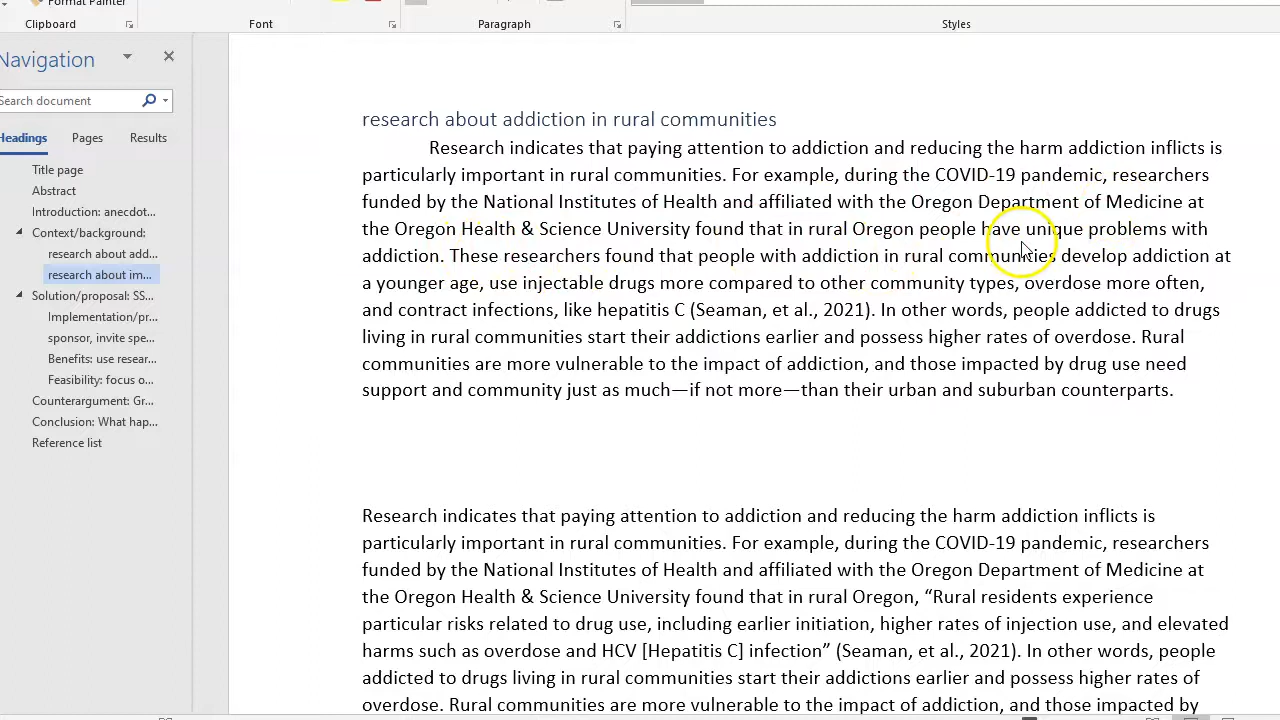 Format Painter
Clipboard
Font
Paragraph
Styles
Navigation
Search document
Headings Pages Results
Title page
Abstract
Introduction: anecdot...
Context/background:
research about add...
research about im...
Solution/proposal: SS...
Implementation/pr...
sponsor, invite spe...
Benefits: use resear...
Feasibility: focus o...
Counterargument: Gr...
Conclusion: What hap...
Reference list
research about addiction in rural communities
Research indicates that paying attention to addiction and reducing the harm addiction inflicts is
particularly important in rural communities. For example, during the COVID-19 pandemic, researchers
funded by the National Institutes of Health and affiliated with the Oregon Department of Medicine at
the Oregon Health & Science University found that in rural Oregon people have unique problems with
addiction. These researchers found that people with addiction in rural communities develop addiction at
a younger age, use injectable drugs more compared to other community types, overdose more often,
and contract infections, like hepatitis C (Seaman, et al., 2021). In other words, people addicted to drugs
living in rural communities start their addictions earlier and possess higher rates of overdose. Rural
communities are more vulnerable to the impact of addiction, and those impacted by drug use need
support and community just as much—if not more—than their urban and suburban counterparts.
Research indicates that paying attention to addiction and reducing the harm addiction inflicts is
particularly important in rural communities. For example, during the COVID-19 pandemic, researchers
funded by the National Institutes of Health and affiliated with the Oregon Department of Medicine at
the Oregon Health & Science University found that in rural Oregon, “Rural residents experience
particular risks related to drug use, including earlier initiation, higher rates of injection use, and elevated
harms such as overdose and HCV [Hepatitis C] infection” (Seaman, et al., 2021). In other words, people
addicted to drugs living in rural communities start their addictions earlier and possess higher rates of
overdose. Rural communities are more vulnerable to the impact of addiction, and those impacted by